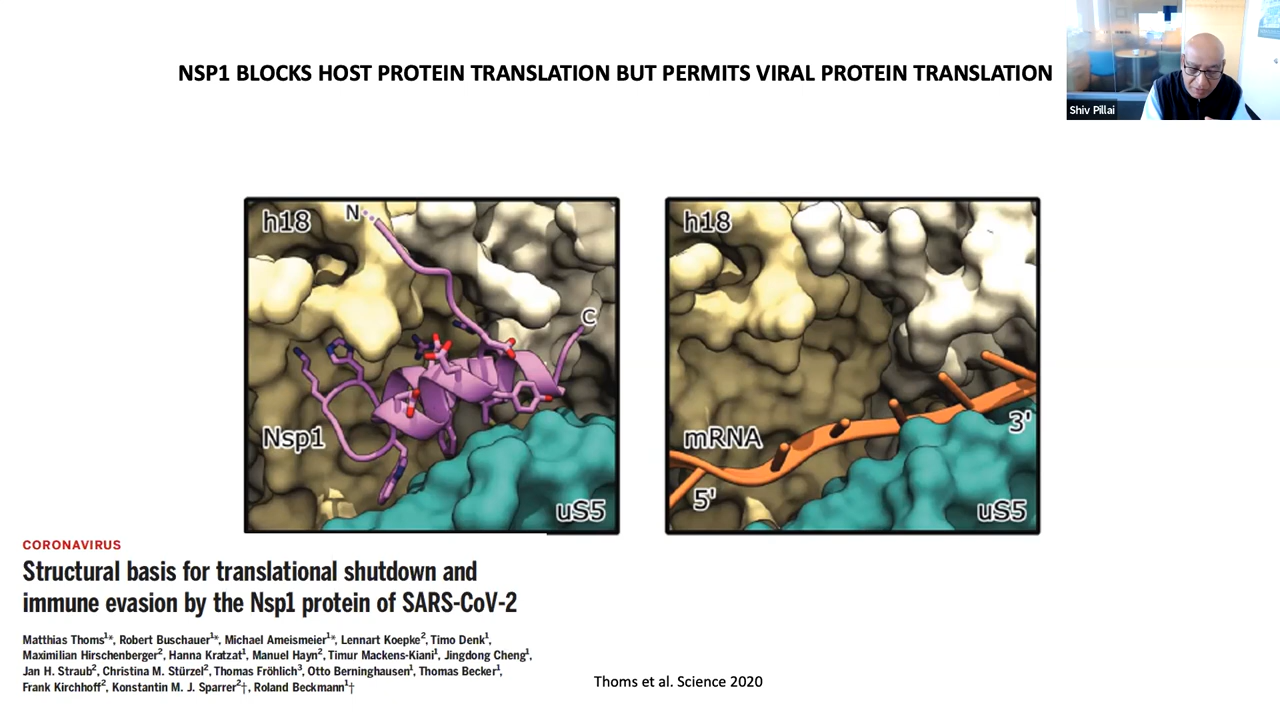 NSP1 BLOCKS HOST PROTEIN TRANSLATION BUT PERMITS VIRAL PROTEIN TRANSLATION
Shiv Pillai
h18
N
C
Nsp1
uS5
h18
mRNA
3'
5'
uS5
CORONAVIRUS
Structural basis for translational shutdown and
immune evasion by the Nsp1 protein of SARS-CoV-2
Matthias Thoms1*, Robert Buschauer1*, Michael Ameismeier1*, Lennart Koepke2, Timo Denk1,
Maximilian Hirschenberger2, Hanna Kratzat1, Manuel Hayn2, Timur Mackens-Kiani1, Jingdong Cheng1,
Jan H. Straub2, Christina M. Stürzel2, Thomas Fröhlich3, Otto Berninghausen1, Thomas Becker1,
Frank Kirchhoff2, Konstantin M. J. Sparrer2†, Roland Beckmann1†
Thoms et al. Science 2020